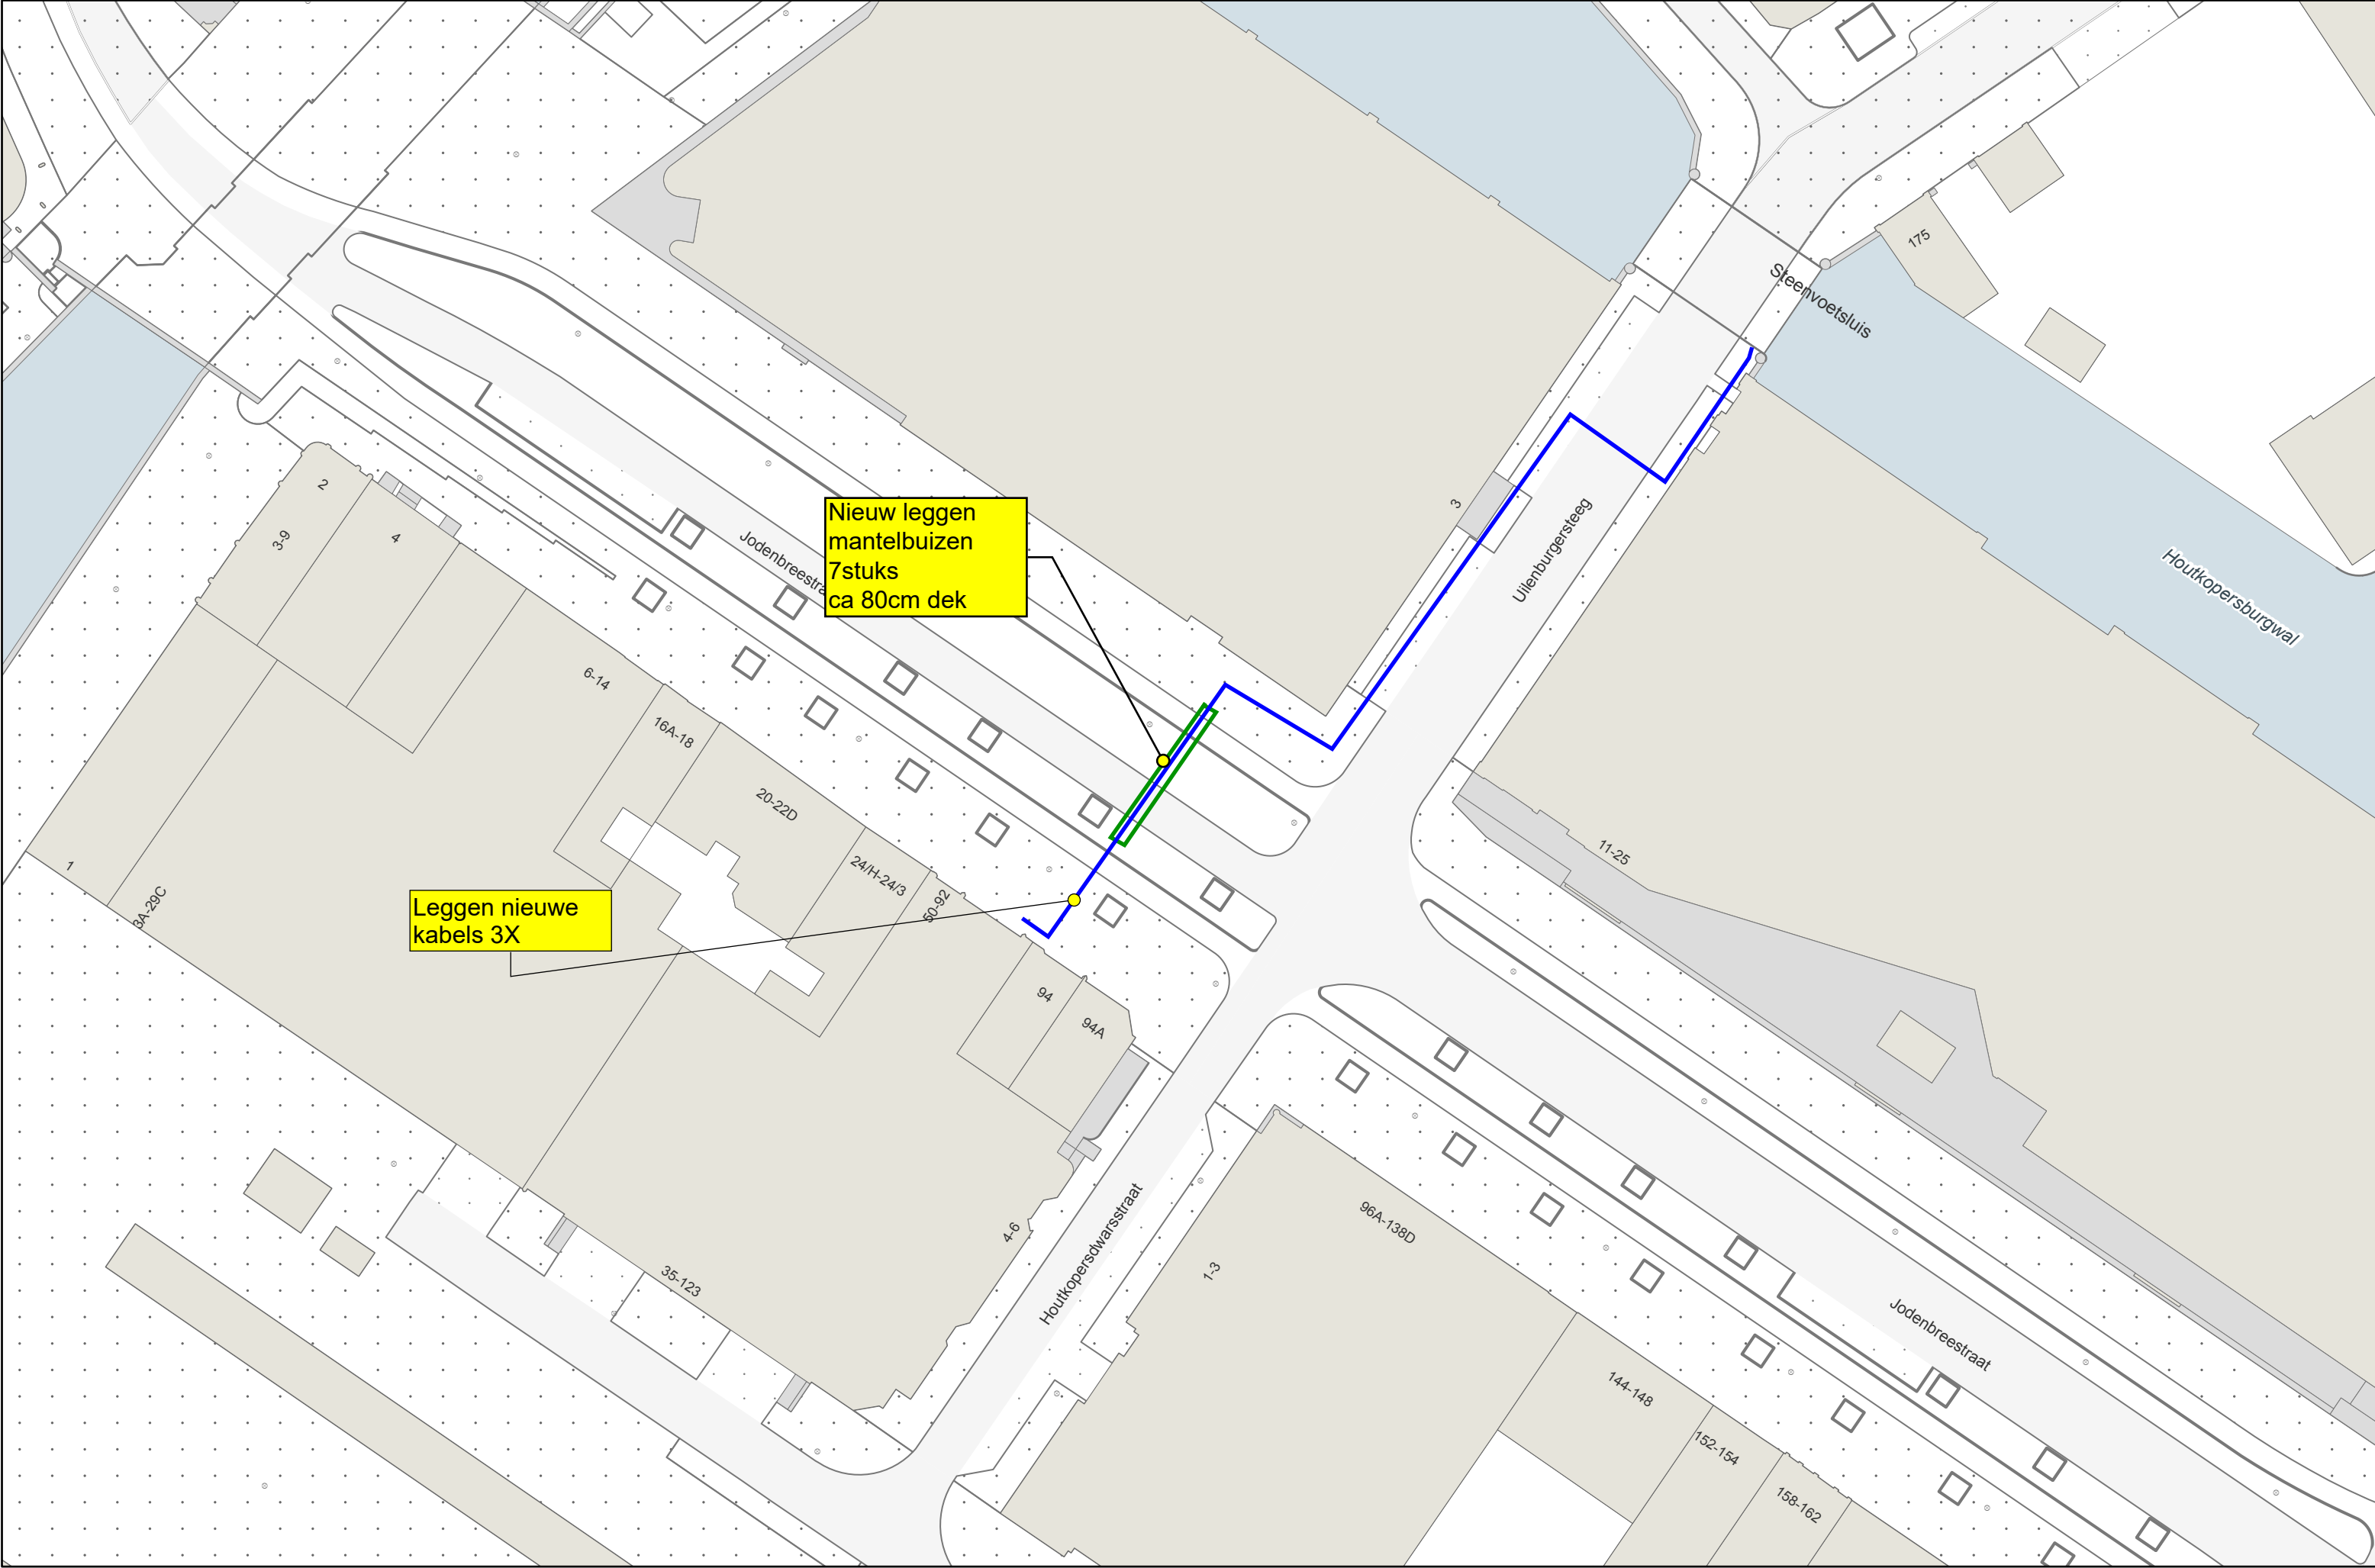 175
Steenvoetsluis
2
3-9
4
3
Nieuw leggen
mantelbuizen
7stuks
ca 80cm dek
Jodenbreestra
Uilenburgersteeg
Houtkopersburgwal
6-14
16A-18
20-22D
24/H-24/3
50-92
11-25
1
3A-29C
Leggen nieuwe
kabels 3X
94
94A
Houtkopersdwarsstraat
4-6
1-3
96A-138D
35-123
Jodenbreestraat
144-148
152-154
158-162